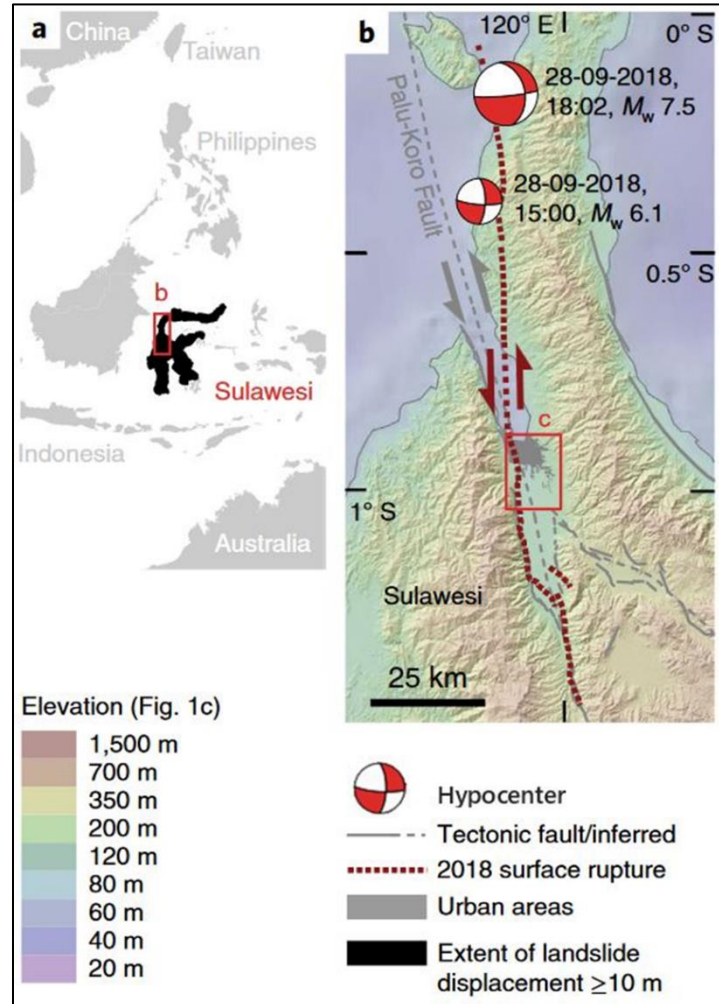 a
China
Taiwan
Philippines
b
Sulawesi
Indonesia
Australia
b
120° E
0° S
28-09-2018,
18:02, Mw 7.5
Palu-Koro Fault
28-09-2018,
15:00, Mw 6.1
0.5° S
c
1° S
Sulawesi
25 km
Elevation (Fig. 1c)
1,500 m
700 m
350 m
200 m
120 m
80 m
60 m
40 m
20 m
Hypocenter
Tectonic fault/inferred
2018 surface rupture
Urban areas
Extent of landslide
displacement ≥10 m